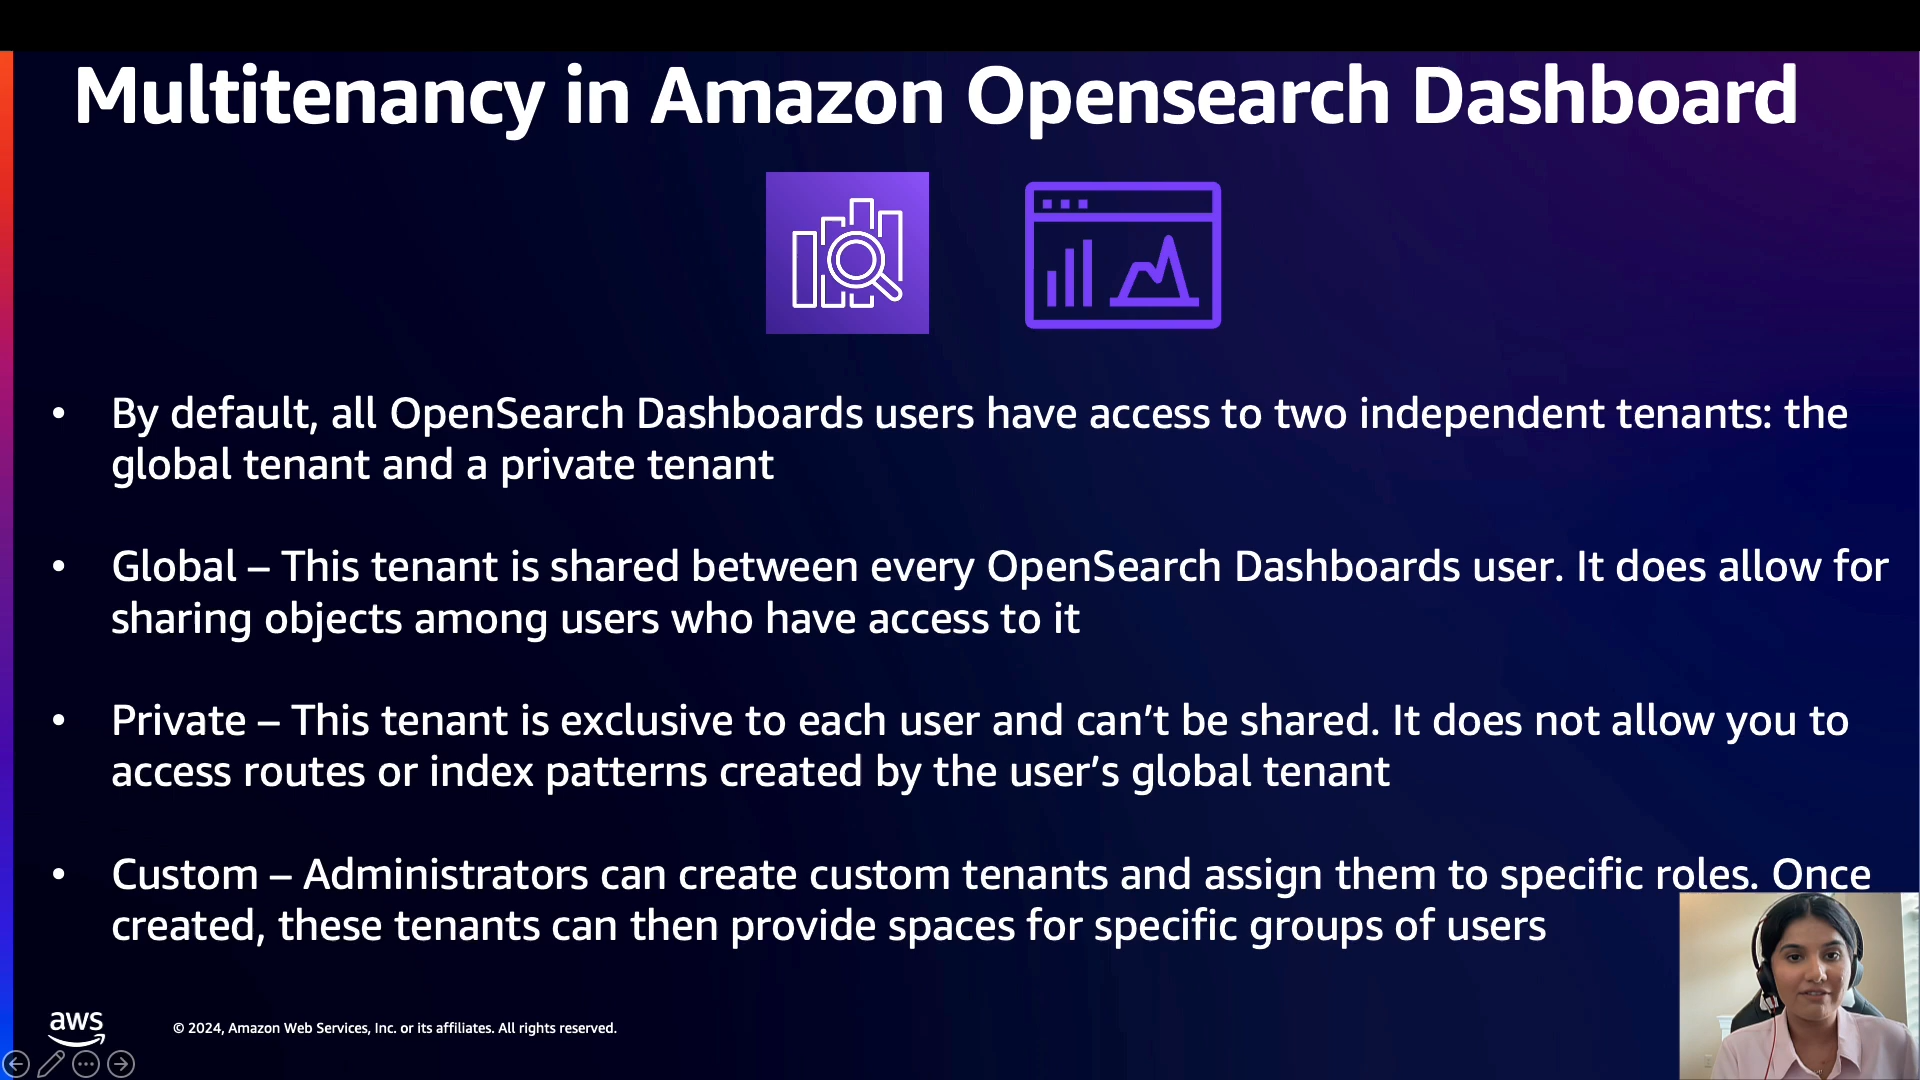 Multitenancy in Amazon Opensearch Dashboard
• By default, all OpenSearch Dashboards users have access to two independent tenants: the
global tenant and a private tenant
• Global – This tenant is shared between every OpenSearch Dashboards user. It does allow for
sharing objects among users who have access to it
• Private – This tenant is exclusive to each user and can’t be shared. It does not allow you to
access routes or index patterns created by the user’s global tenant
• Custom – Administrators can create custom tenants and assign them to specific roles. Once
created, these tenants can then provide spaces for specific groups of users
aws
© 2024, Amazon Web Services, Inc. or its affiliates. All rights reserved.